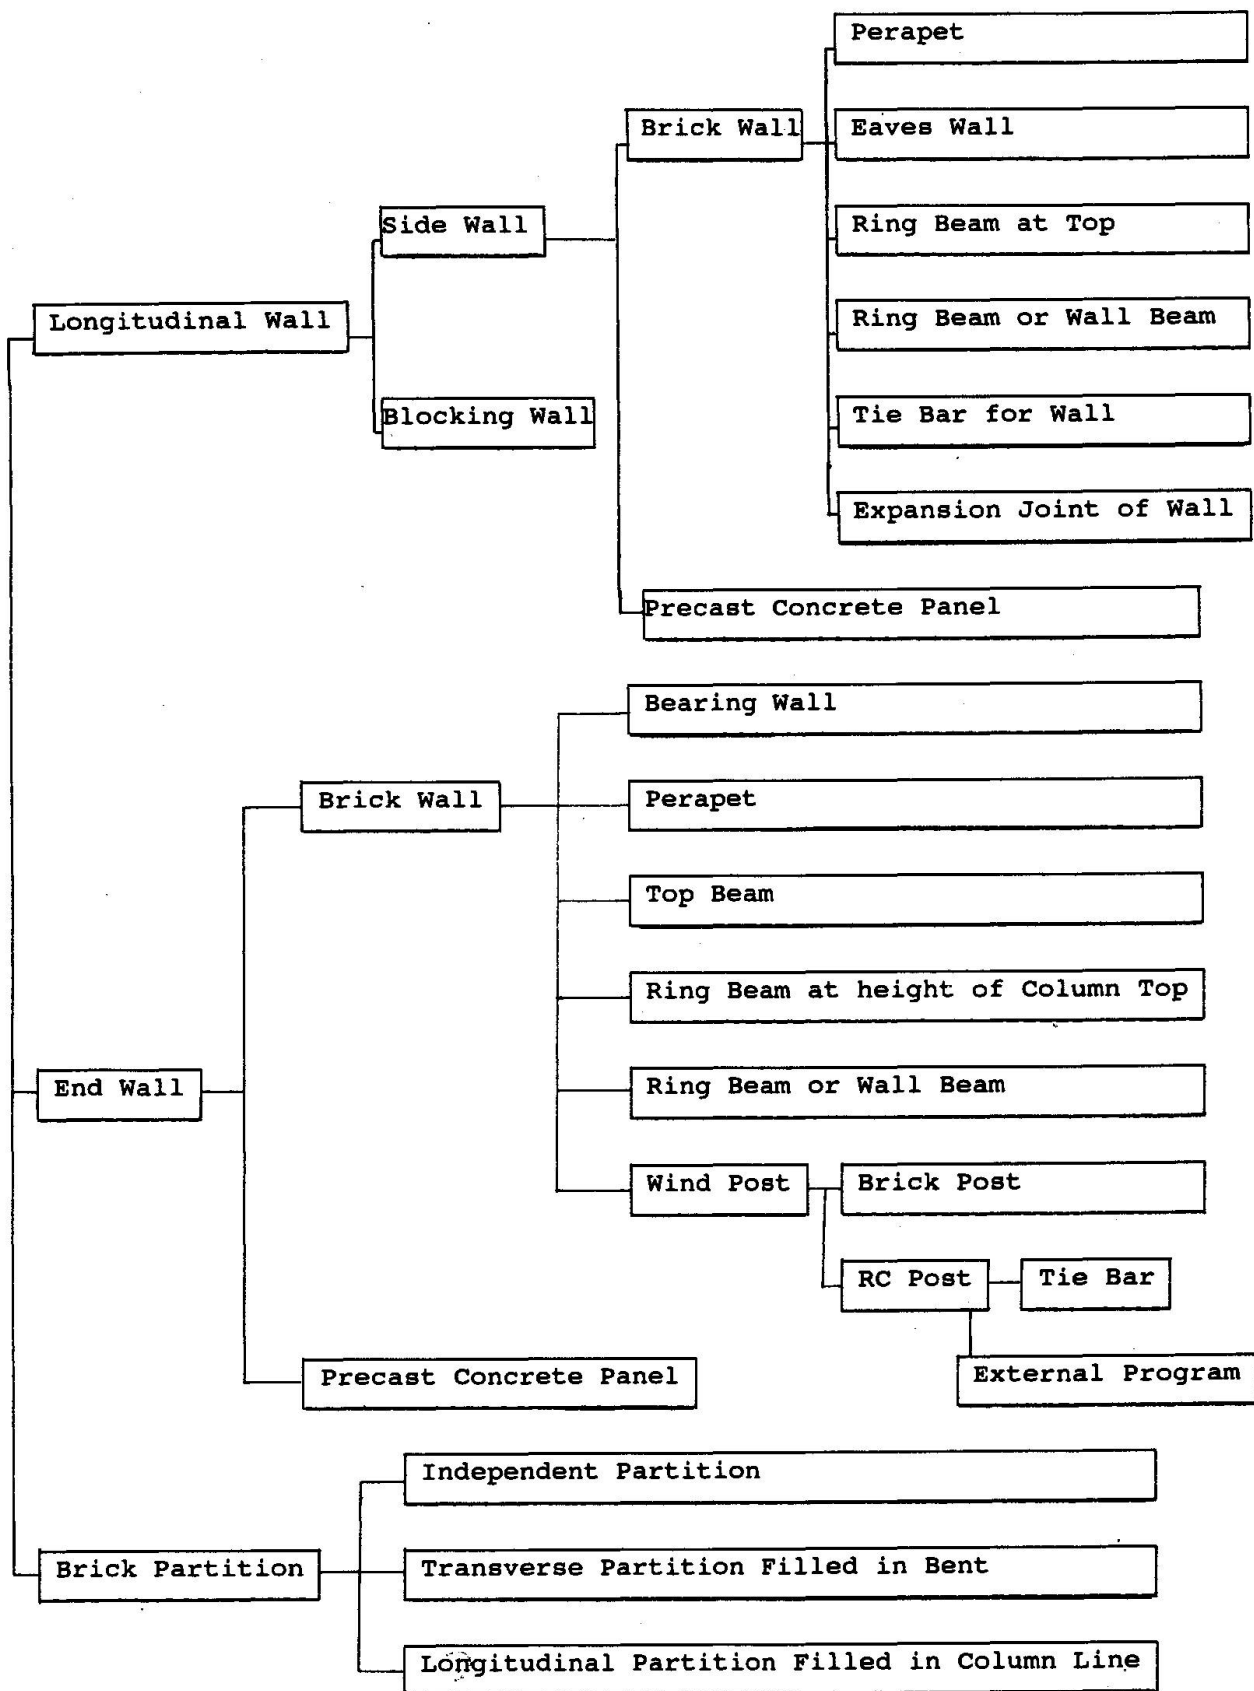 Perapet
Brick Wall
Eaves Wall
Side Wall
Ring Beam at Top
Longitudinal Wall
Ring Beam or Wall Beam
Blocking Wall
Tie Bar for Wall
Expansion Joint of Wall
Precast Concrete Panel
Bearing Wall
Brick Wall
Perapet
Top Beam
Ring Beam at height of Column Top
End Wall
Ring Beam or Wall Beam
Wind Post
Brick Post
RC Post
Tie Bar
Precast Concrete Panel
External Program
Independent Partition
Brick Partition
Transverse Partition Filled in Bent
Longitudinal Partition Filled in Column Line